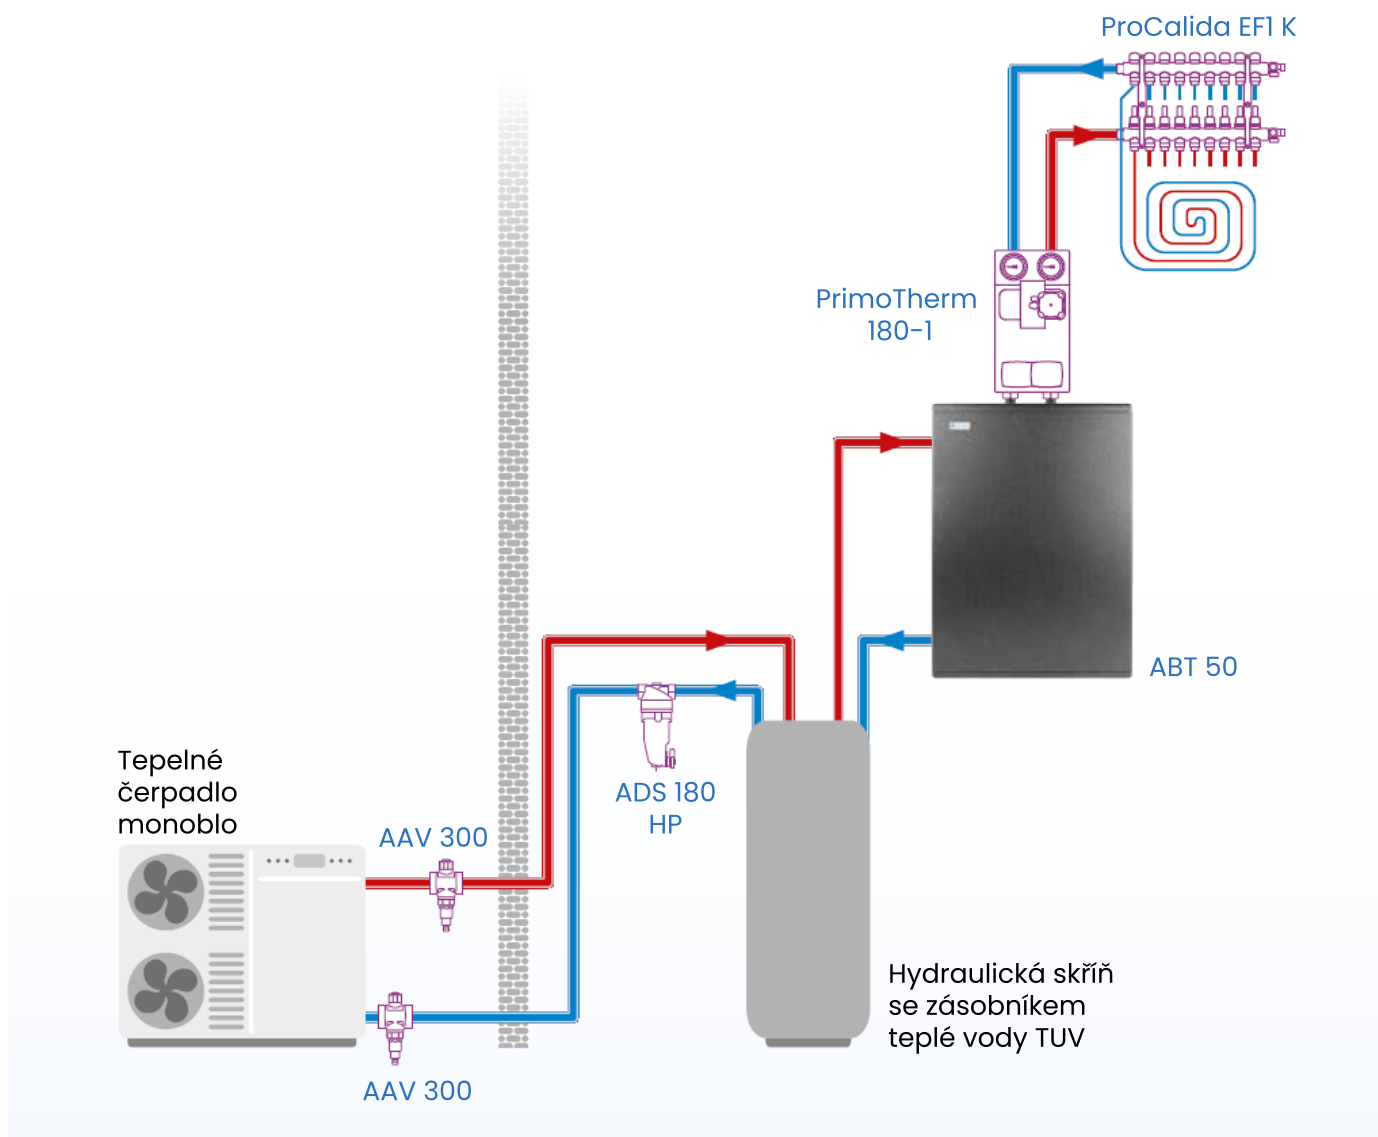 ProCalida EF1 K
PrimoTherm
180-1
ABT 50
ADS 180
HP
Tepelné
čerpadlo
monoblo
AAV 300
Hydraulická skříň
se zásobníkem
teplé vody TUV
AAV 300